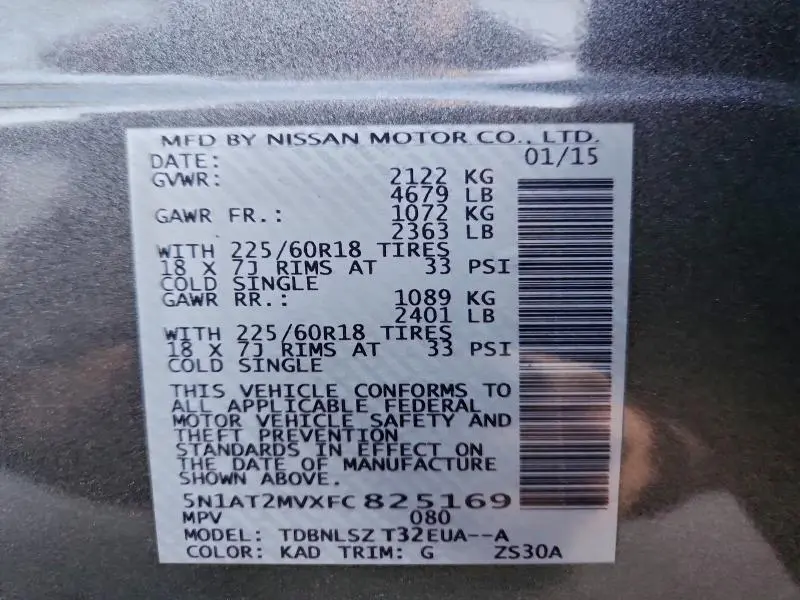 MFD BY NISSAN MOTOR CO., LTD.
DATE: 01/15
GVWR: 2122 KG
4679 LB
GAWR FR.: 1072 KG
2363 LB
WITH 225/60R18 TIRES
18 X 7J RIMS AT 33 PSI
COLD SINGLE
GAWR RR.: 1089 KG
2401 LB
WITH 225/60R18 TIRES
18 X 7J RIMS AT 33 PSI
COLD SINGLE
THIS VEHICLE CONFORMS TO
ALL APPLICABLE FEDERAL
MOTOR VEHICLE SAFETY AND
THEFT PREVENTION
STANDARDS IN EFFECT ON
THE DATE OF MANUFACTURE
SHOWN ABOVE.
5N1AT2MVXFC825169
MPV 080
MODEL: TDBNLSZ T32EUA--A
COLOR: KAD TRIM: G ZS30A